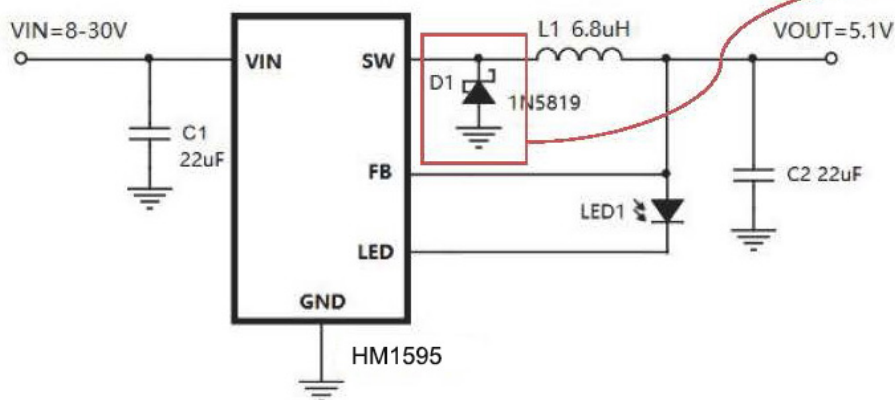 VIN=8-30V
L1 6.8uH
VOUT=5.1V
VIN
SW
D1
1N5819
C1
22uF
FB
C2 22uF
LED1
LED
GND
HM1595